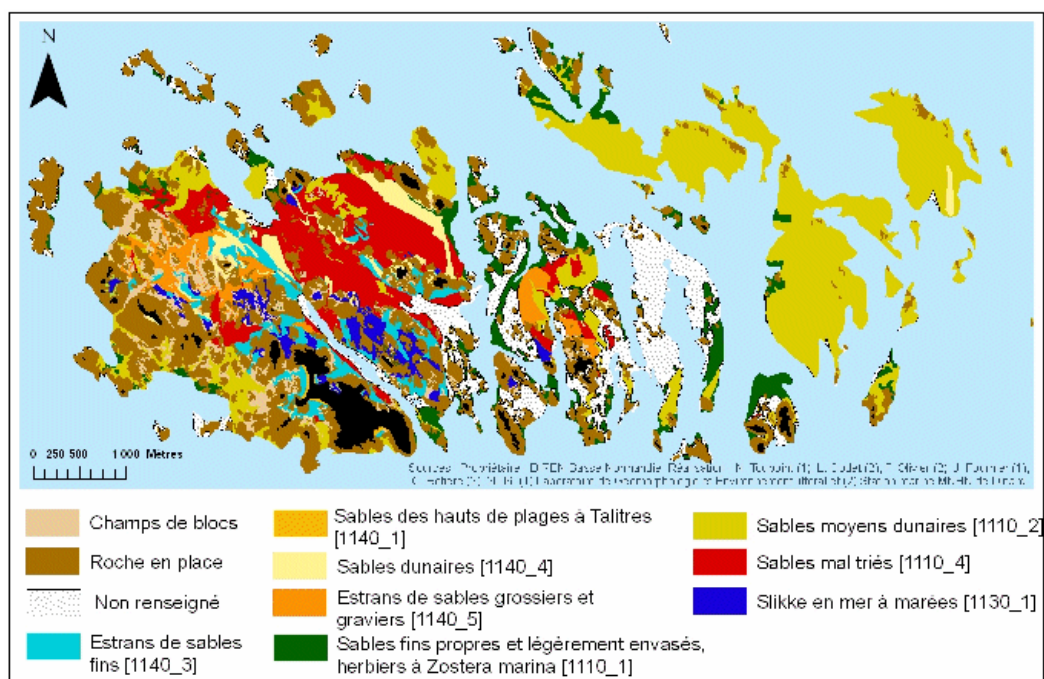 N
0 250 500 1 000 Mètres
Champs de blocs
Roche en place
Non renseigné
Estrans de sables
fins [1140_3]
Sables des hauts de plages à Talitres
[1140_1]
Sables dunaires [1140_4]
Estrans de sables grossiers et
graviers [1140_5]
Sables fins propres et légèrement envasés,
herbiers à Zostera marina [1110_1]
Sables moyens dunaires [1110_2]
Sables mal triés [1110_4]
Slikke en mer à marées [1130_1]